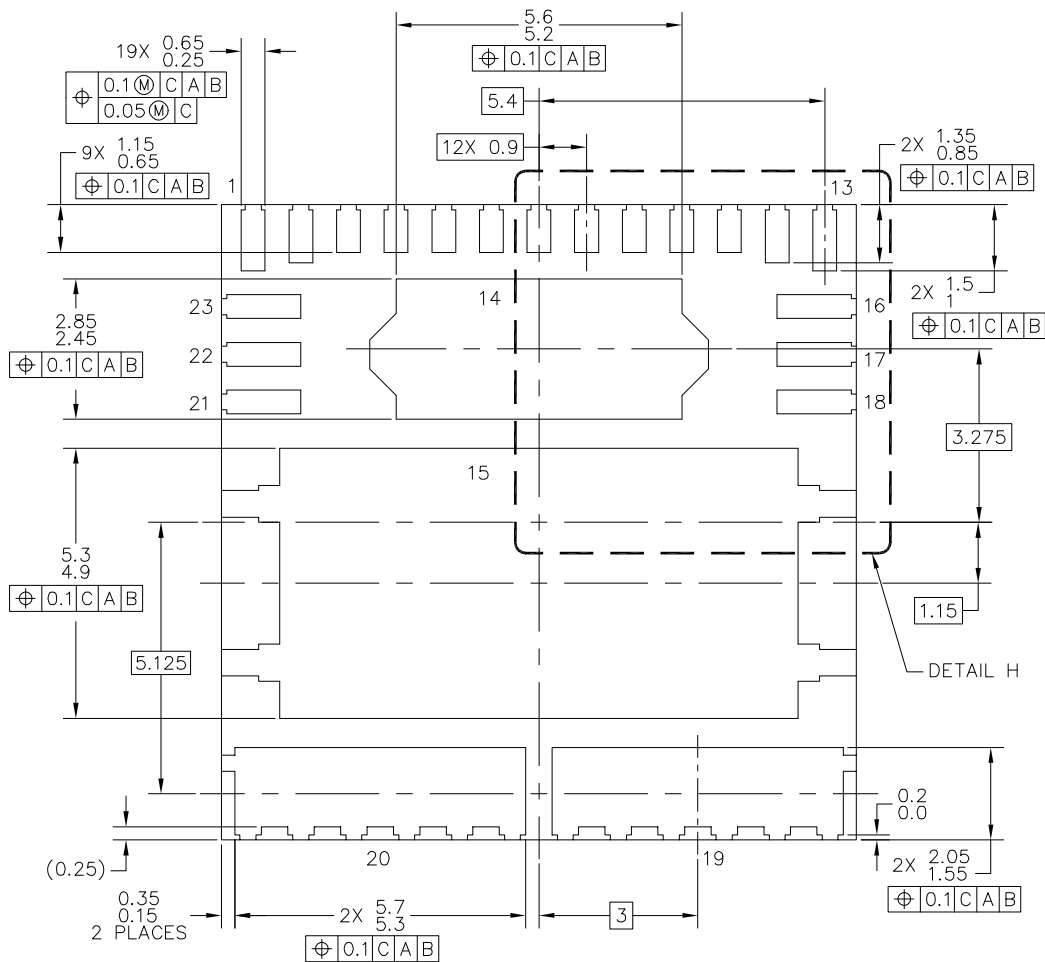 5.6
5.2
⌖ 0.1 C A B
19X 0.65
0.25
⌖ 0.1 Ⓜ C A B
0.05 Ⓜ C
5.4
12X 0.9
9X 1.15
0.65
⌖ 0.1 C A B
2X 1.35
0.85
⌖ 0.1 C A B
1
13
2X 1.5
1
⌖ 0.1 C A B
14
23
16
22
17
21
18
2.85
2.45
⌖ 0.1 C A B
3.275
15
5.3
4.9
⌖ 0.1 C A B
1.15
5.125
DETAIL H
0.2
0.0
(0.25)
20
19
2X 2.05
1.55
⌖ 0.1 C A B
0.35
0.15
2 PLACES
2X 5.7
5.3
⌖ 0.1 C A B
3